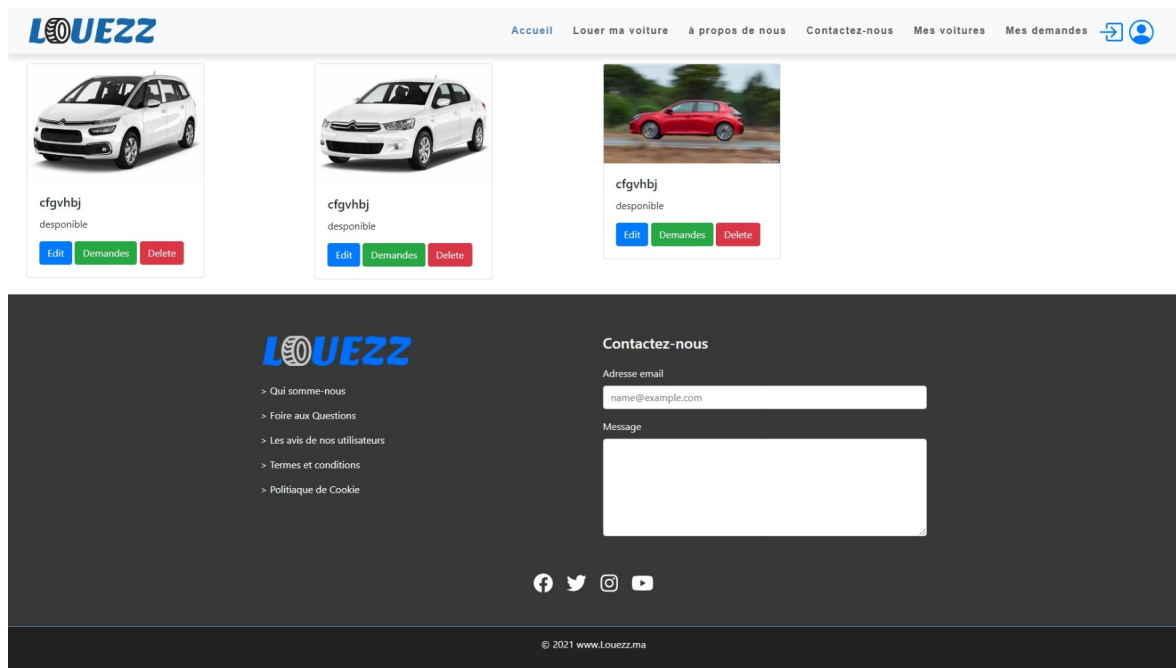 LOUEZZ
Accueil Louer ma voiture à propos de nous Contactez-nous Mes voitures Mes demandes
cfgvhbj
desponible
Edit Demandes Delete
cfgvhbj
desponible
Edit Demandes Delete
cfgvhbj
desponible
Edit Demandes Delete
LOUEZZ
> Qui somme-nous
> Foire aux Questions
> Les avis de nos utilisateurs
> Termes et conditions
> Politiaque de Cookie
Contactez-nous
Adresse email
name@example.com
Message
© 2021 www.Louezz.ma